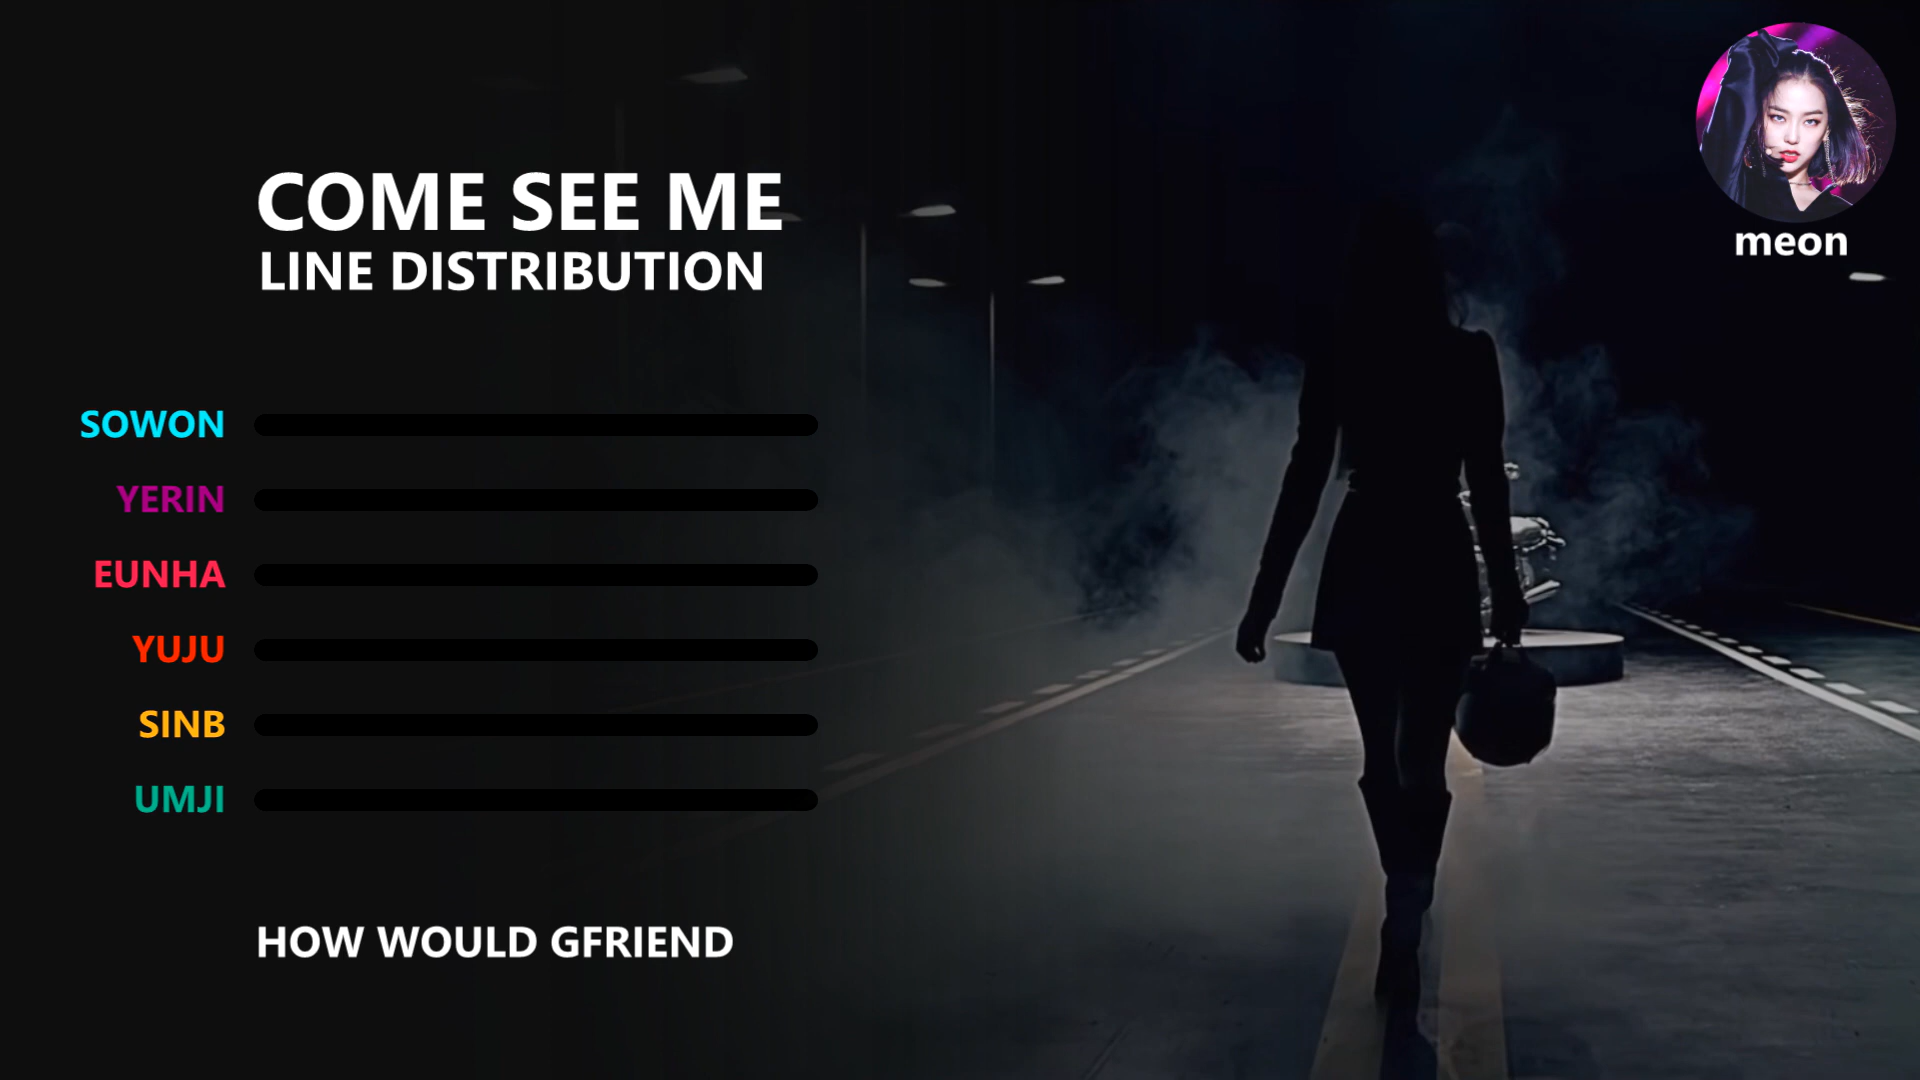 COME SEE ME
LINE DISTRIBUTION
meon
SOWON
YERIN
EUNHA
YUJU
SINB
UMJI
HOW WOULD GFRIEND